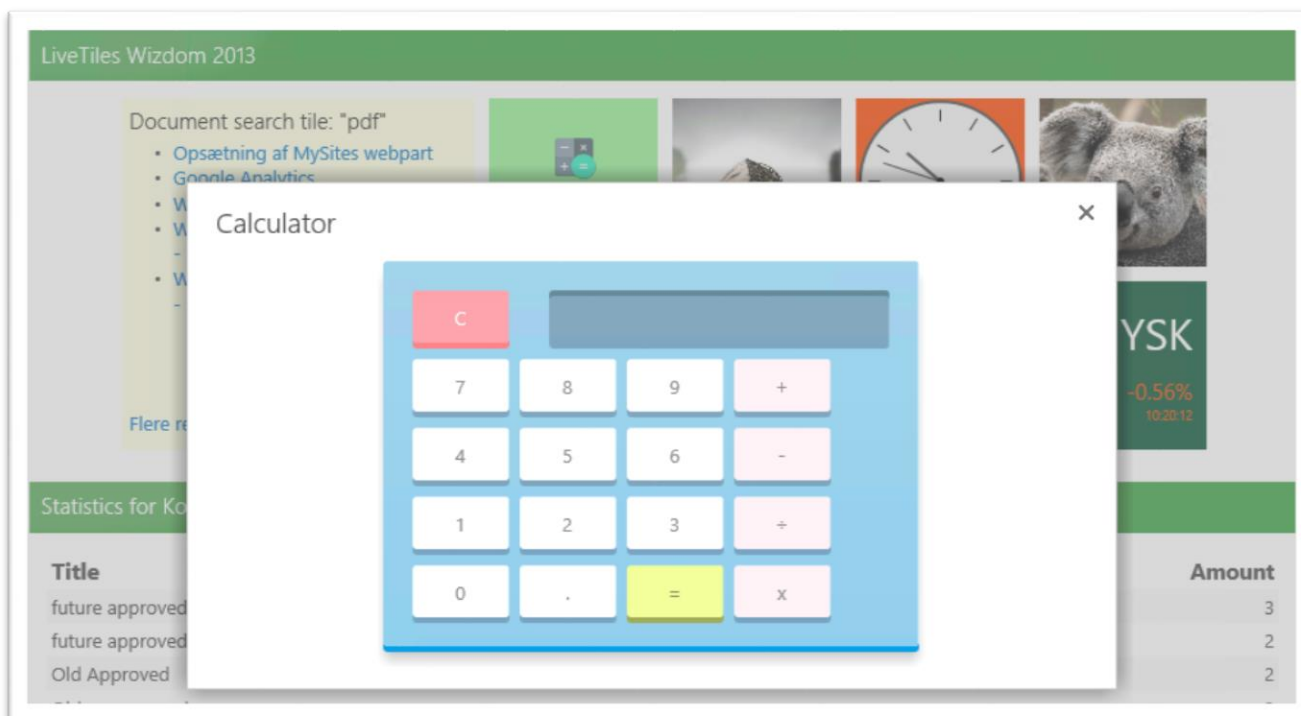 LiveTiles Wizdom 2013
Document search tile: "pdf"
• Opsætning af MySites webpart
• Google Analytics
• W
• W
-
• W
-
Flere re
Calculator
×
C
7 8 9 +
4 5 6 -
1 2 3 ÷
0 . = x
YSK
-0.56%
10:20:12
Statistics for Ko
Title Amount
future approved 3
future approved 2
Old Approved 2